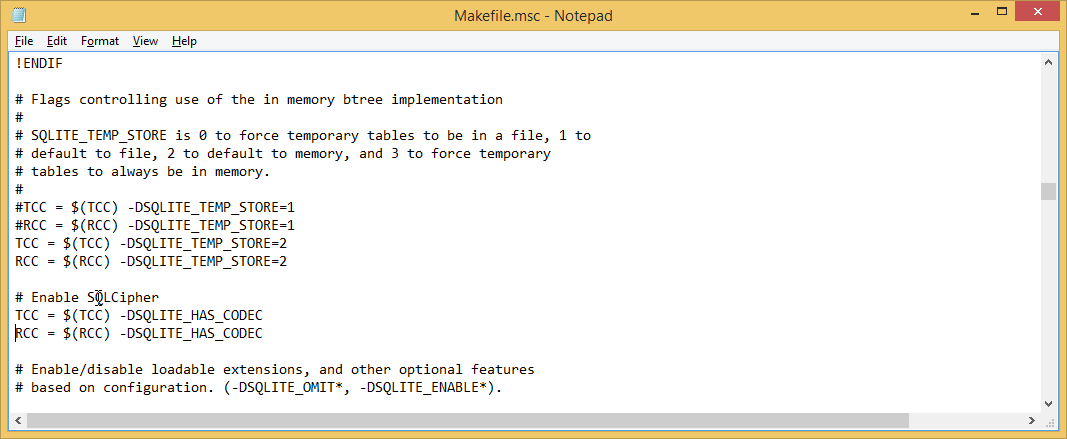 Makefile.msc - Notepad
File Edit Format View Help
!ENDIF
# Flags controlling use of the in memory btree implementation
#
# SQLITE_TEMP_STORE is 0 to force temporary tables to be in a file, 1 to
# default to file, 2 to default to memory, and 3 to force temporary
# tables to always be in memory.
#
#TCC = $(TCC) -DSQLITE_TEMP_STORE=1
#RCC = $(RCC) -DSQLITE_TEMP_STORE=1
TCC = $(TCC) -DSQLITE_TEMP_STORE=2
RCC = $(RCC) -DSQLITE_TEMP_STORE=2
# Enable SQLCipher
TCC = $(TCC) -DSQLITE_HAS_CODEC
RCC = $(RCC) -DSQLITE_HAS_CODEC
# Enable/disable loadable extensions, and other optional features
# based on configuration. (-DSQLITE_OMIT*, -DSQLITE_ENABLE*).